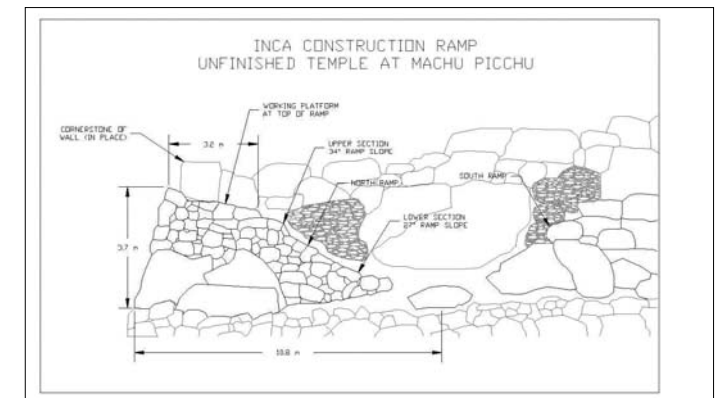 INCA CONSTRUCTION RAMP
UNFINISHED TEMPLE AT MACHU PICCHU
WORKING PLATFORM
AT TOP OF RAMP
CORNERSTONE OF
WALL (IN PLACE)
3.2 m
UPPER SECTION
34° RAMP SLOPE
NORTH RAMP
SOUTH RAMP
LOWER SECTION
27° RAMP SLOPE
3.7 m
10.8 m